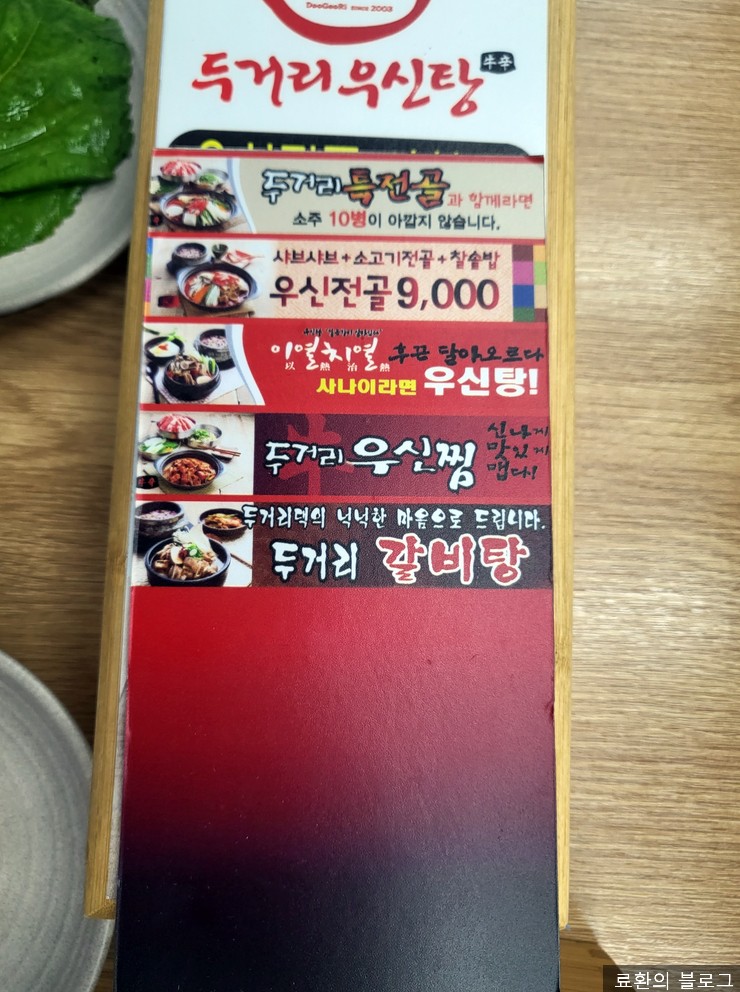 DooGeeRi SINCE 2003
두거리우신탕 牛辛
두거리 특전골과 함께라면
소주 10병이 아깝지 않습니다.
샤브샤브+소고기전골+찰솥밥
우신전골 9,000
이열치열 후끈 달아오르다
以熱治熱
사나이라면 우신탕!
두거리 우신찜
신나게
맛있게
맵다!
두거리댁의 넉넉한 마음으로 드립니다.
두거리 갈비탕
료환의 블로그